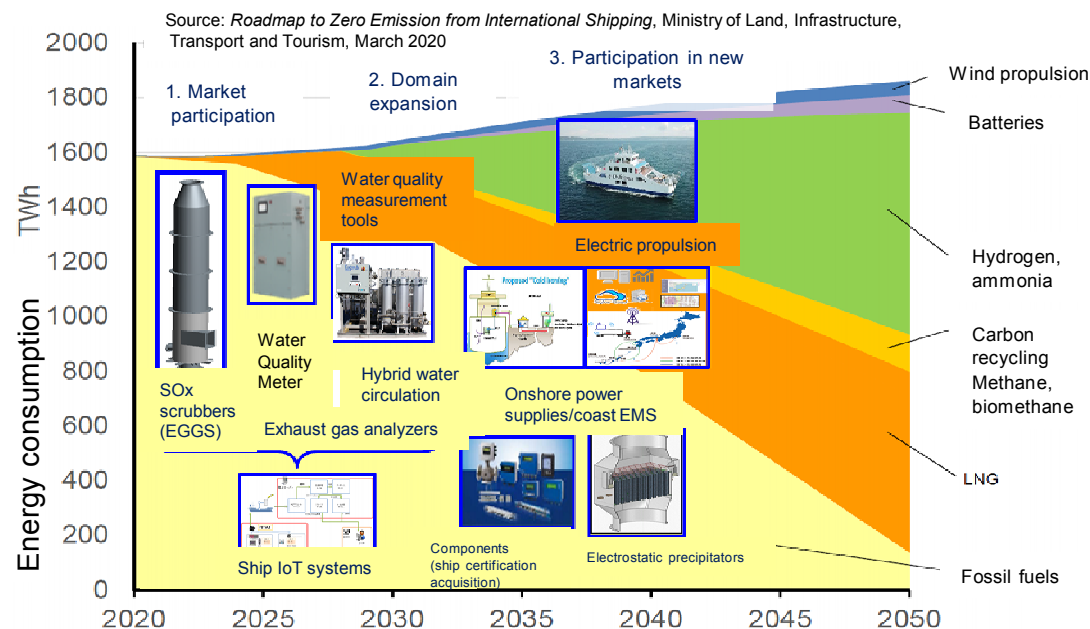 Source: Roadmap to Zero Emission from International Shipping, Ministry of Land, Infrastructure,
Transport and Tourism, March 2020
2000
1800
1600
1400
1200
1000
800
600
400
200
0
TWh
Energy consumption
1. Market
participation
2. Domain
expansion
3. Participation in new
markets
Water quality
measurement
tools
Electric propulsion
Proposed "Cold Ironing"
Water
Quality
Meter
Hybrid water
circulation
SOx
scrubbers
(EGGS)
Exhaust gas analyzers
Onshore power
supplies/coast EMS
Ship IoT systems
Components
(ship certification
acquisition)
Electrostatic precipitators
Wind propulsion
Batteries
Hydrogen,
ammonia
Carbon
recycling
Methane,
biomethane
LNG
Fossil fuels
2020
2025
2030
2035
2040
2045
2050